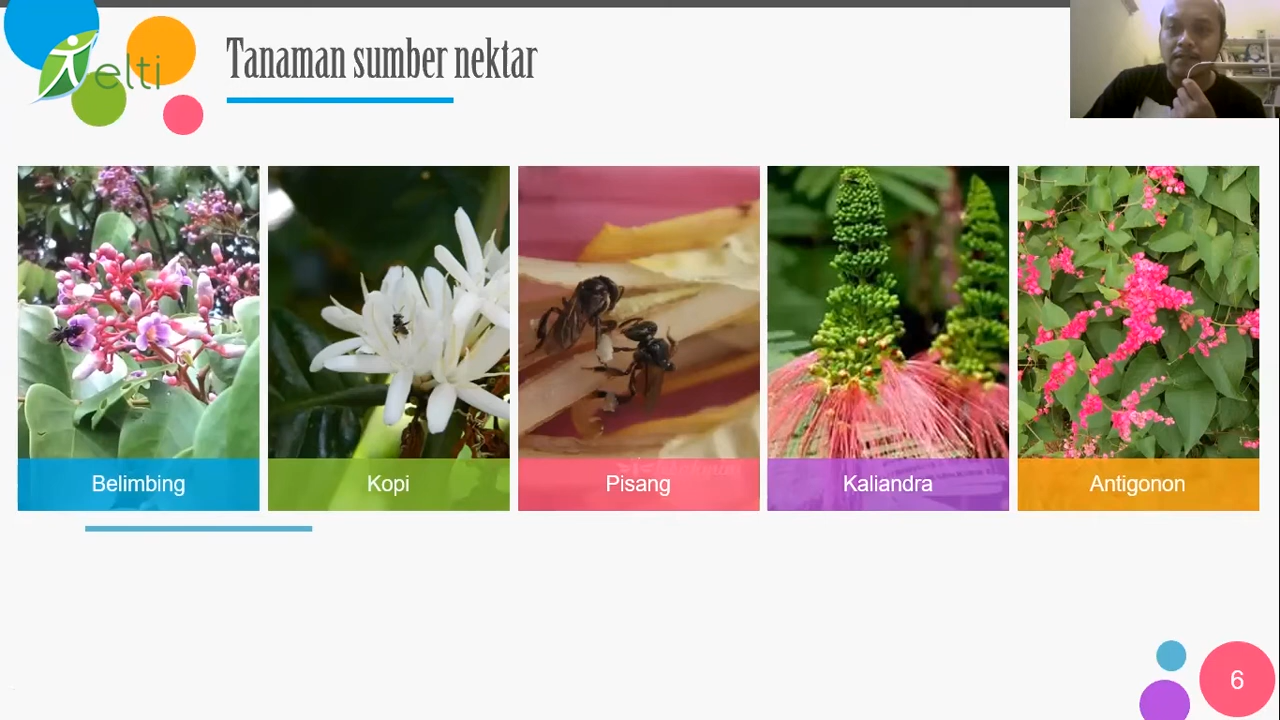 elti
Tanaman sumber nektar
Belimbing
Kopi
Pisang
Kaliandra
Antigonon
6